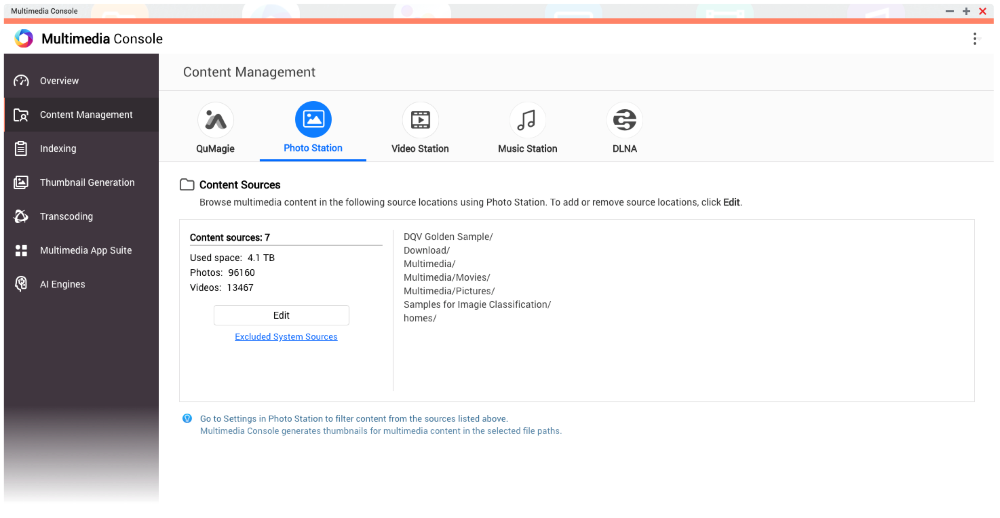 Multimedia Console
Multimedia Console
Overview
Content Management
Indexing
Thumbnail Generation
Transcoding
Multimedia App Suite
AI Engines
Content Management
QuMagie
Photo Station
Video Station
Music Station
DLNA
Content Sources
Browse multimedia content in the following source locations using Photo Station. To add or remove source locations, click Edit.
Content sources: 7
Used space: 4.1 TB
Photos: 96160
Videos: 13467
Edit
Excluded System Sources
DQV Golden Sample/
Download/
Multimedia/
Multimedia/Movies/
Multimedia/Pictures/
Samples for Imagie Classification/
homes/
Go to Settings in Photo Station to filter content from the sources listed above.
Multimedia Console generates thumbnails for multimedia content in the selected file paths.